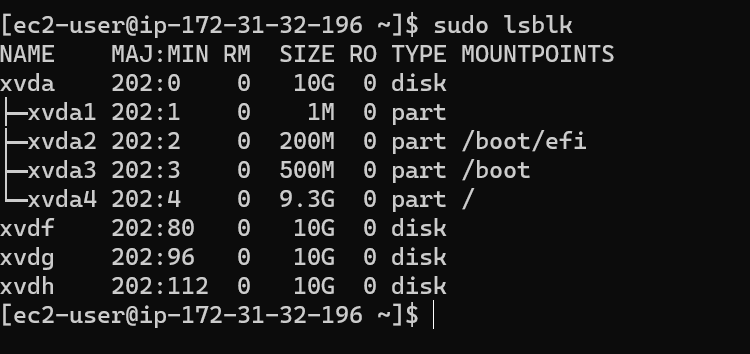 [ec2-user@ip-172-31-32-196 ~]$ sudo lsblk
NAME    MAJ:MIN RM  SIZE RO TYPE MOUNTPOINTS
xvda    202:0    0   10G  0 disk
├─xvda1 202:1    0    1M  0 part
├─xvda2 202:2    0  200M  0 part /boot/efi
├─xvda3 202:3    0  500M  0 part /boot
└─xvda4 202:4    0  9.3G  0 part /
xvdf    202:80   0   10G  0 disk
xvdg    202:96   0   10G  0 disk
xvdh    202:112  0   10G  0 disk
[ec2-user@ip-172-31-32-196 ~]$